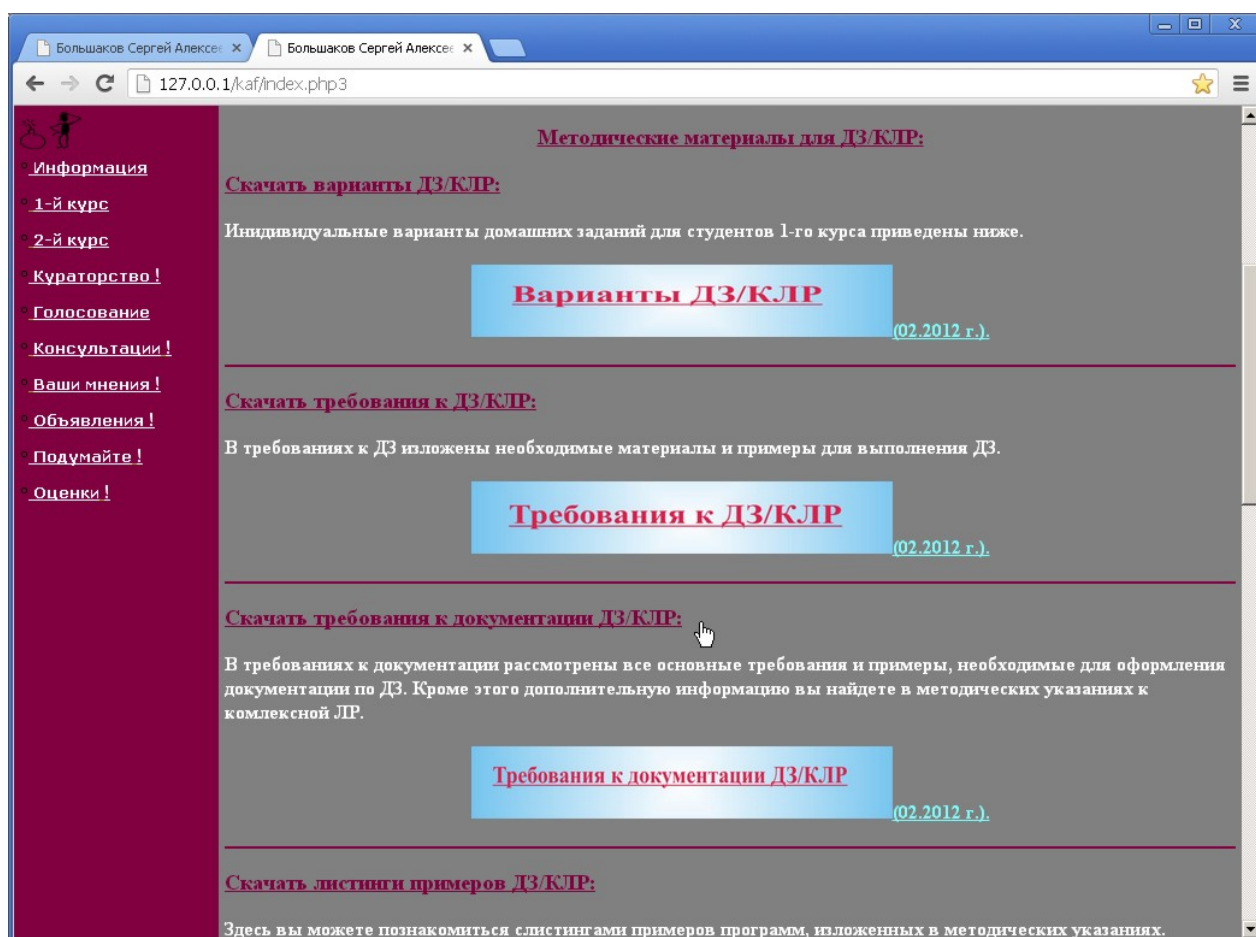 Большаков Сергей Алексее
Большаков Сергей Алексее
127.0.0.1/kaf/index.php3
Информация
1-й курс
2-й курс
Кураторство !
Голосование
Консультации !
Ваши мнения !
Объявления !
Подумайте !
Оценки !
Методические материалы для ДЗ/КЛР:
Скачать варианты ДЗ/КЛР:
Инидивидуальные варианты домашних заданий для студентов 1-го курса приведены ниже.
Варианты ДЗ/КЛР
(02.2012 г.).
Скачать требования к ДЗ/КЛР:
В требованиях к ДЗ изложены необходимые материалы и примеры для выполнения ДЗ.
Требования к ДЗ/КЛР
(02.2012 г.).
Скачать требования к документации ДЗ/КЛР:
В требованиях к документации рассмотрены все основные требования и примеры, необходимые для оформления
документации по ДЗ. Кроме этого дополнительную информацию вы найдете в методических указаниях к
комлексной ЛР.
Требования к документации ДЗ/КЛР
(02.2012 г.).
Скачать листинги примеров ДЗ/КЛР:
Здесь вы можете познакомиться слистингами примеров программ, изложенных в методических указаниях.